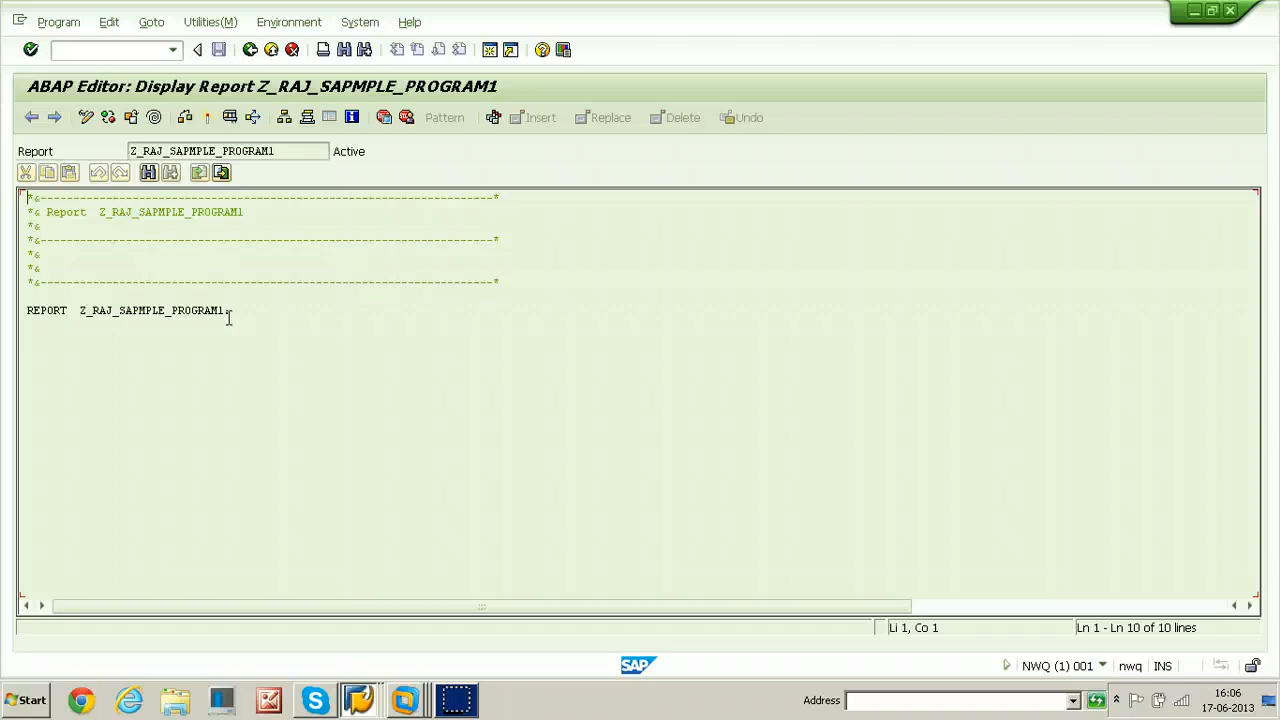 Program Edit Goto Utilities(M) Environment System Help
ABAP Editor: Display Report Z_RAJ_SAPMPLE_PROGRAM1
Pattern Insert Replace Delete Undo
Report Z_RAJ_SAPMPLE_PROGRAM1 Active
*&---------------------------------------------------------------------*
*& Report  Z_RAJ_SAPMPLE_PROGRAM1
*&
*&---------------------------------------------------------------------*
*&
*&
*&---------------------------------------------------------------------*
REPORT  Z_RAJ_SAPMPLE_PROGRAM1.
Li 1, Co 1 Ln 1 - Ln 10 of 10 lines
SAP
NWQ (1) 001 nwq INS
Start Address 16:06
17-06-2013